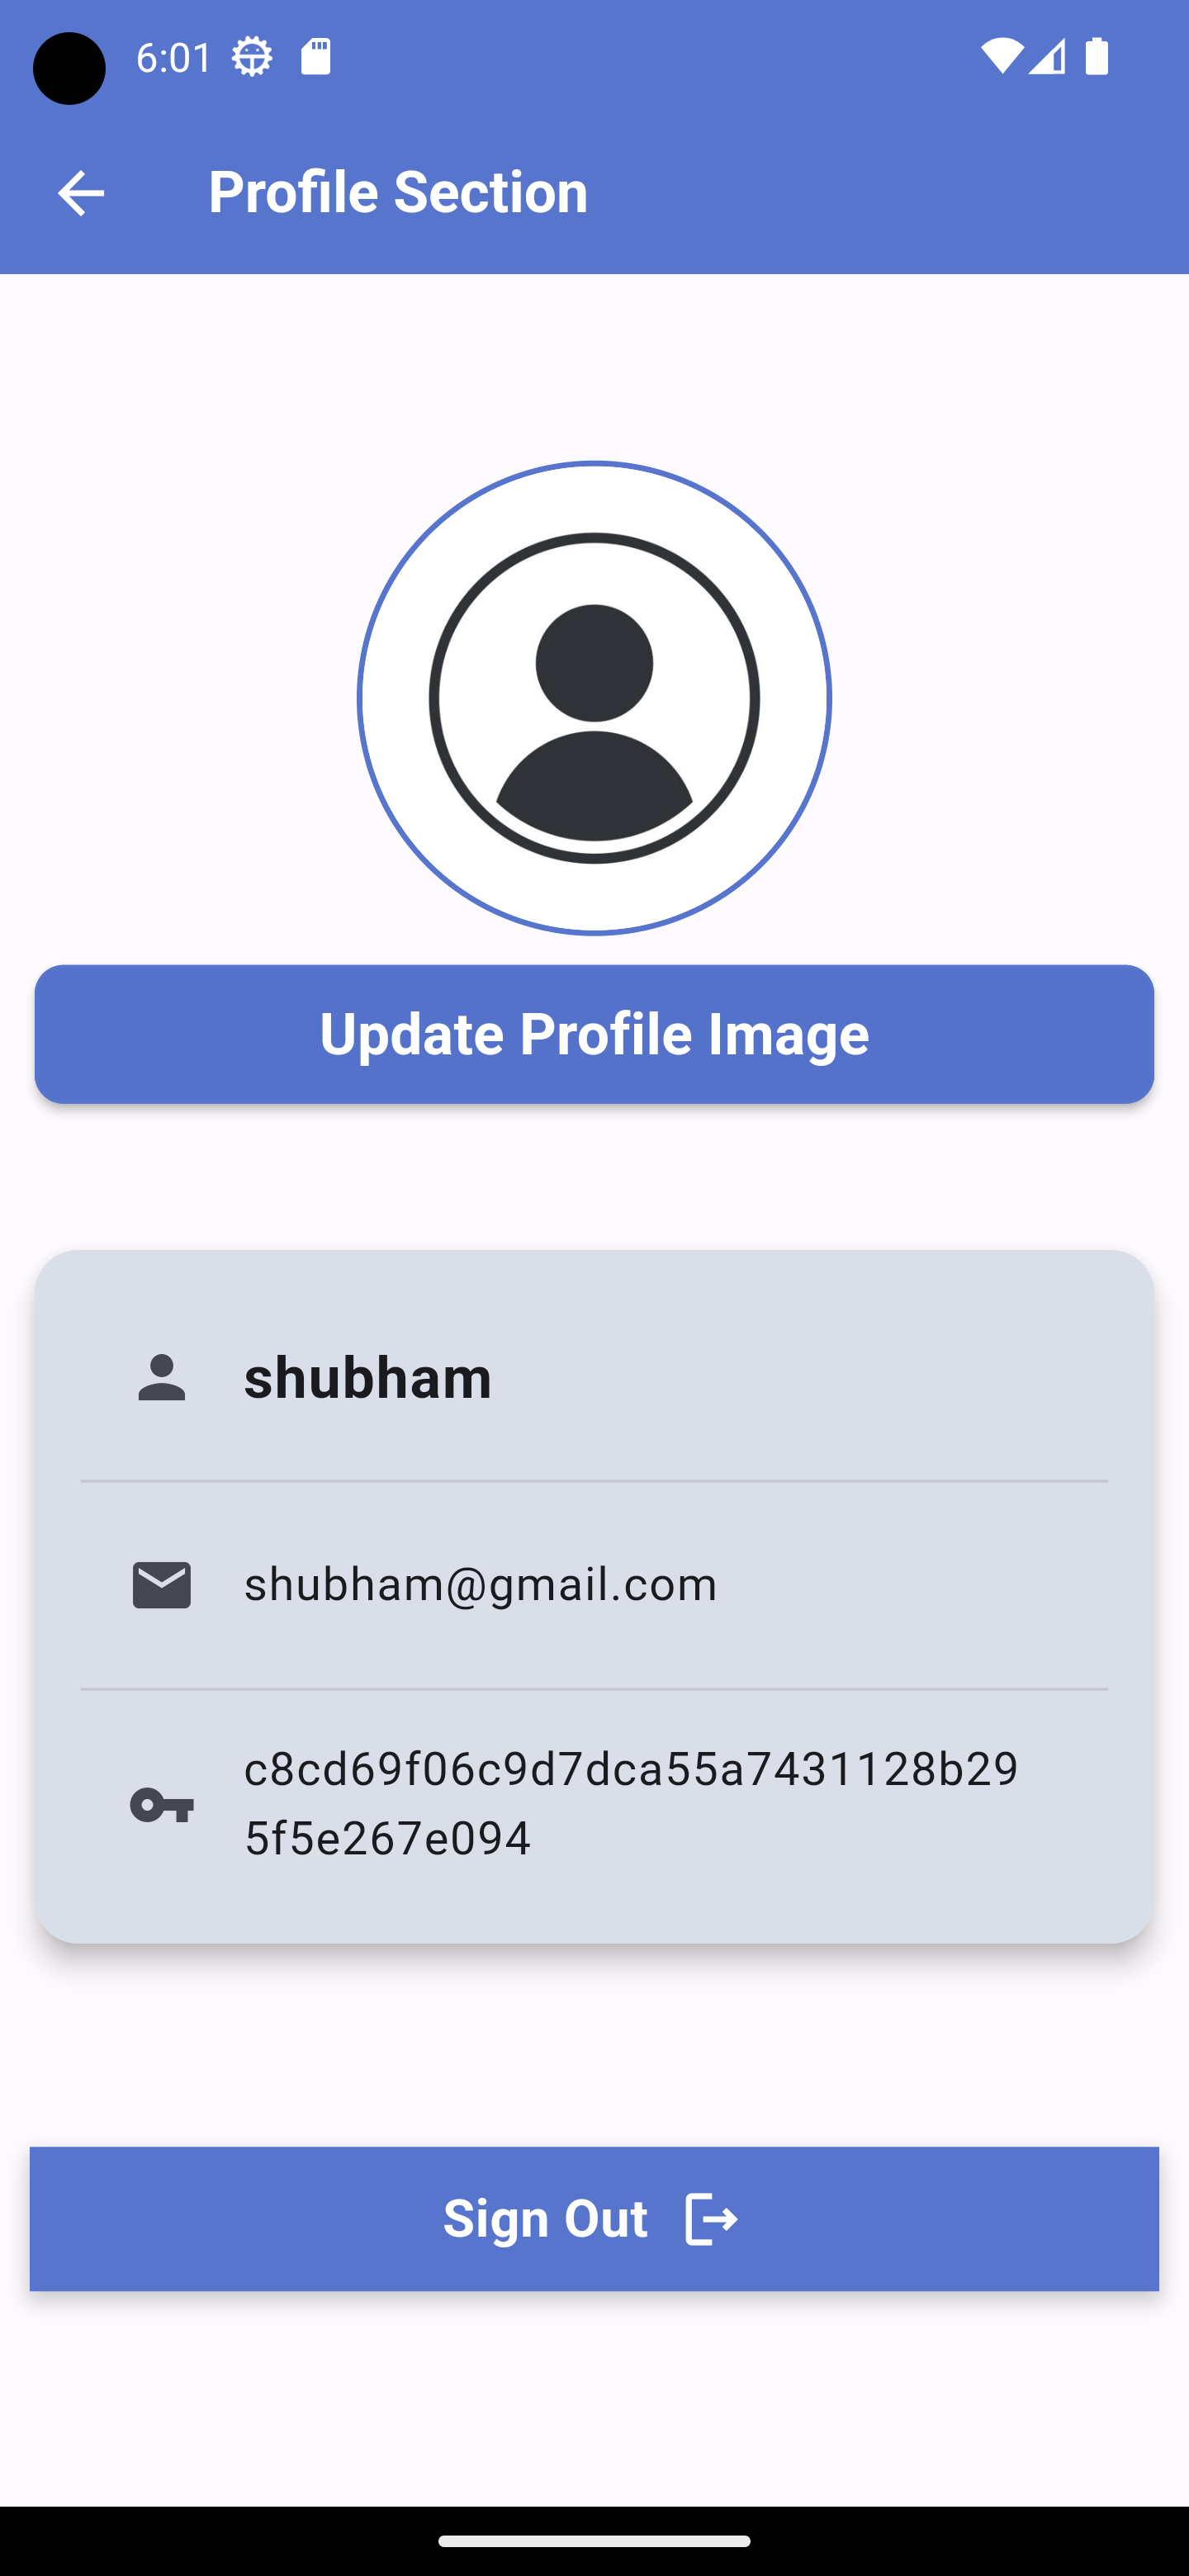 6:01
Profile Section
Update Profile Image
shubham
shubham@gmail.com
c8cd69f06c9d7dca55a7431128b29
5f5e267e094
Sign Out